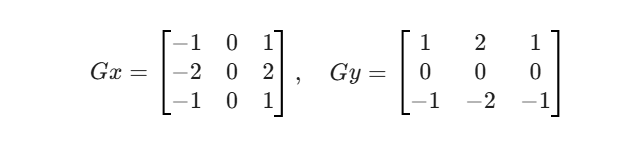 Gx = [−1 0 1; −2 0 2; −1 0 1], Gy = [1 2 1; 0 0 0; −1 −2 −1]